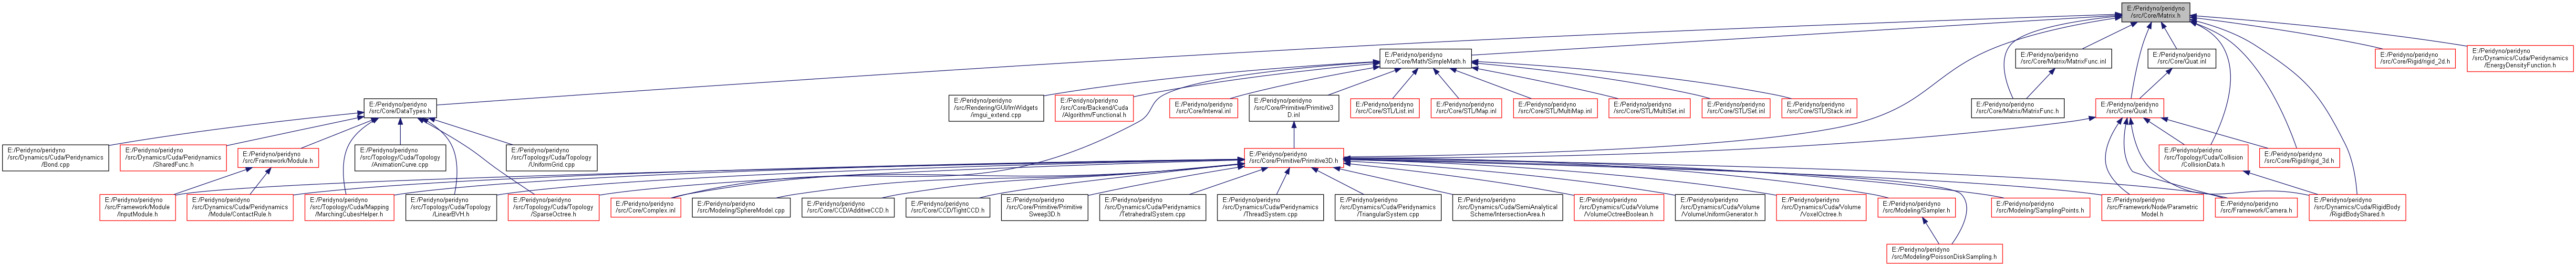 E:/Peridyno/peridyno
/src/Core/Matrix.h
E:/Peridyno/peridyno
/src/Core/Math/SimpleMath.h
E:/Peridyno/peridyno
/src/Core/Matrix/MatrixFunc.inl
E:/Peridyno/peridyno
/src/Core/Quat.inl
E:/Peridyno/peridyno
/src/Core/Rigid/rigid_2d.h
E:/Peridyno/peridyno
/src/Dynamics/Cuda/Peridynamics
/EnergyDensityFunction.h
E:/Peridyno/peridyno
/src/Core/DataTypes.h
E:/Peridyno/peridyno
/src/Rendering/GUI/ImWidgets
/imgui_extend.cpp
E:/Peridyno/peridyno
/src/Core/Backend/Cuda
/Algorithm/Functional.h
E:/Peridyno/peridyno
/src/Core/Interval.inl
E:/Peridyno/peridyno
/src/Core/Primitive/Primitive3
D.inl
E:/Peridyno/peridyno
/src/Core/STL/List.inl
E:/Peridyno/peridyno
/src/Core/STL/Map.inl
E:/Peridyno/peridyno
/src/Core/STL/MultiMap.inl
E:/Peridyno/peridyno
/src/Core/STL/MultiSet.inl
E:/Peridyno/peridyno
/src/Core/STL/Set.inl
E:/Peridyno/peridyno
/src/Core/STL/Stack.inl
E:/Peridyno/peridyno
/src/Core/Matrix/MatrixFunc.h
E:/Peridyno/peridyno
/src/Core/Quat.h
E:/Peridyno/peridyno
/src/Dynamics/Cuda/Peridynamics
/Bond.cpp
E:/Peridyno/peridyno
/src/Dynamics/Cuda/Peridynamics
/SharedFunc.h
E:/Peridyno/peridyno
/src/Framework/Module.h
E:/Peridyno/peridyno
/src/Topology/Cuda/Topology
/AnimationCurve.cpp
E:/Peridyno/peridyno
/src/Topology/Cuda/Topology
/UniformGrid.cpp
E:/Peridyno/peridyno
/src/Core/Primitive/Primitive3D.h
E:/Peridyno/peridyno
/src/Topology/Cuda/Collision
/CollisionData.h
E:/Peridyno/peridyno
/src/Core/Rigid/rigid_3d.h
E:/Peridyno/peridyno
/src/Framework/Module
/InputModule.h
E:/Peridyno/peridyno
/src/Dynamics/Cuda/Peridynamics
/Module/ContactRule.h
E:/Peridyno/peridyno
/src/Topology/Cuda/Mapping
/MarchingCubesHelper.h
E:/Peridyno/peridyno
/src/Topology/Cuda/Topology
/LinearBVH.h
E:/Peridyno/peridyno
/src/Topology/Cuda/Topology
/SparseOctree.h
E:/Peridyno/peridyno
/src/Core/Complex.inl
E:/Peridyno/peridyno
/src/Modeling/SphereModel.cpp
E:/Peridyno/peridyno
/src/Core/CCD/AdditiveCCD.h
E:/Peridyno/peridyno
/src/Core/CCD/TightCCD.h
E:/Peridyno/peridyno
/src/Core/Primitive/Primitive
Sweep3D.h
E:/Peridyno/peridyno
/src/Dynamics/Cuda/Peridynamics
/TetrahedralSystem.cpp
E:/Peridyno/peridyno
/src/Dynamics/Cuda/Peridynamics
/ThreadSystem.cpp
E:/Peridyno/peridyno
/src/Dynamics/Cuda/Peridynamics
/TriangularSystem.cpp
E:/Peridyno/peridyno
/src/Dynamics/Cuda/SemiAnalytical
Scheme/IntersectionArea.h
E:/Peridyno/peridyno
/src/Dynamics/Cuda/Volume
/VolumeOctreeBoolean.h
E:/Peridyno/peridyno
/src/Dynamics/Cuda/Volume
/VolumeUniformGenerator.h
E:/Peridyno/peridyno
/src/Dynamics/Cuda/Volume
/VoxelOctree.h
E:/Peridyno/peridyno
/src/Modeling/Sampler.h
E:/Peridyno/peridyno
/src/Modeling/SamplingPoints.h
E:/Peridyno/peridyno
/src/Framework/Node/Parametric
Model.h
E:/Peridyno/peridyno
/src/Framework/Camera.h
E:/Peridyno/peridyno
/src/Dynamics/Cuda/RigidBody
/RigidBodyShared.h
E:/Peridyno/peridyno
/src/Modeling/PoissonDiskSampling.h